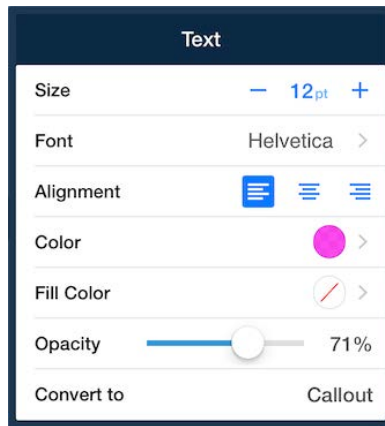 Text
Size 12pt
Font Helvetica
Alignment
Color
Fill Color
Opacity 71%
Convert to Callout